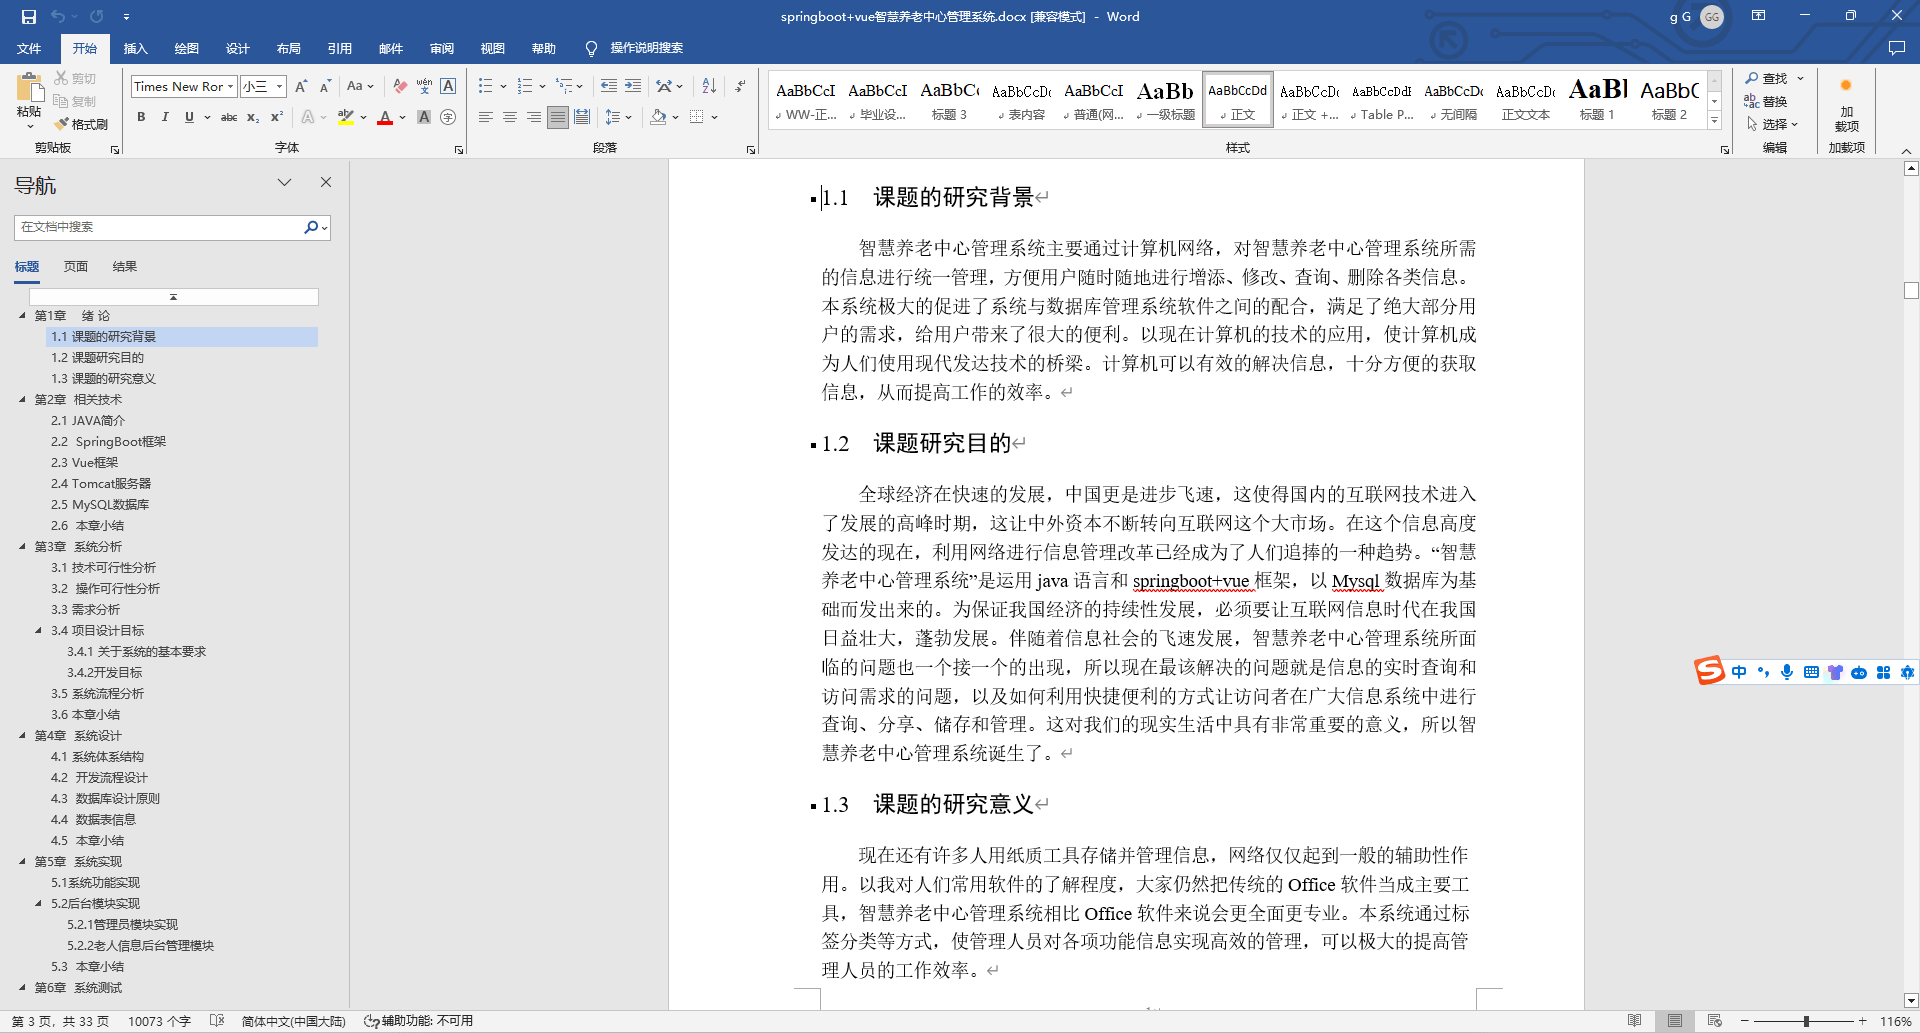 springboot+vue智慧养老中心管理系统.docx [兼容模式] - Word
g G
GG
文件 开始 插入 绘图 设计 布局 引用 邮件 审阅 视图 帮助 操作说明搜索
粘贴
剪切
复制
格式刷
剪贴板
Times New Ror 小三
字体
段落
AaBbCcI WW-正...
AaBbCcI 毕业设...
AaBbC 标题 3
AaBbCcD 表内容
AaBbCcI 普通(网...
AaBb 一级标题
AaBbCcDd 正文
AaBbCcD 正文 +...
AaBbCcDdI Table P...
AaBbCcD 无间隔
AaBbCcD 正文文本
AaBl 标题 1
AaBbC 标题 2
样式
查找
替换
选择
编辑
加载项
加载项
导航
在文档中搜索
标题 页面 结果
第1章 绪 论
1.1 课题的研究背景
1.2 课题研究目的
1.3 课题的研究意义
第2章 相关技术
2.1 JAVA简介
2.2 SpringBoot框架
2.3 Vue框架
2.4 Tomcat服务器
2.5 MySQL数据库
2.6 本章小结
第3章 系统分析
3.1 技术可行性分析
3.2 操作可行性分析
3.3 需求分析
3.4 项目设计目标
3.4.1 关于系统的基本要求
3.4.2开发目标
3.5 系统流程分析
3.6 本章小结
第4章 系统设计
4.1 系统体系结构
4.2 开发流程设计
4.3 数据库设计原则
4.4 数据表信息
4.5 本章小结
第5章 系统实现
5.1系统功能实现
5.2后台模块实现
5.2.1管理员模块实现
5.2.2老人信息后台管理模块
5.3 本章小结
第6章 系统测试
1.1 课题的研究背景
智慧养老中心管理系统主要通过计算机网络，对智慧养老中心管理系统所需
的信息进行统一管理，方便用户随时随地进行增添、修改、查询、删除各类信息。
本系统极大的促进了系统与数据库管理系统软件之间的配合，满足了绝大部分用
户的需求，给用户带来了很大的便利。以现在计算机的技术的应用，使计算机成
为人们使用现代发达技术的桥梁。计算机可以有效的解决信息，十分方便的获取
信息，从而提高工作的效率。
1.2 课题研究目的
全球经济在快速的发展，中国更是进步飞速，这使得国内的互联网技术进入
了发展的高峰时期，这让中外资本不断转向互联网这个大市场。在这个信息高度
发达的现在，利用网络进行信息管理改革已经成为了人们追捧的一种趋势。“智慧
养老中心管理系统”是运用 java 语言和 springboot+vue 框架，以 Mysql 数据库为基
础而发出来的。为保证我国经济的持续性发展，必须要让互联网信息时代在我国
日益壮大，蓬勃发展。伴随着信息社会的飞速发展，智慧养老中心管理系统所面
临的问题也一个接一个的出现，所以现在最该解决的问题就是信息的实时查询和
访问需求的问题，以及如何利用快捷便利的方式让访问者在广大信息系统中进行
查询、分享、储存和管理。这对我们的现实生活中具有非常重要的意义，所以智
慧养老中心管理系统诞生了。
1.3 课题的研究意义
现在还有许多人用纸质工具存储并管理信息，网络仅仅起到一般的辅助性作
用。以我对人们常用软件的了解程度，大家仍然把传统的 Office 软件当成主要工
具，智慧养老中心管理系统相比 Office 软件来说会更全面更专业。本系统通过标
签分类等方式，使管理人员对各项功能信息实现高效的管理，可以极大的提高管
理人员的工作效率。
中
第 3 页，共 33 页 10073 个字 简体中文(中国大陆) 辅助功能: 不可用
116%